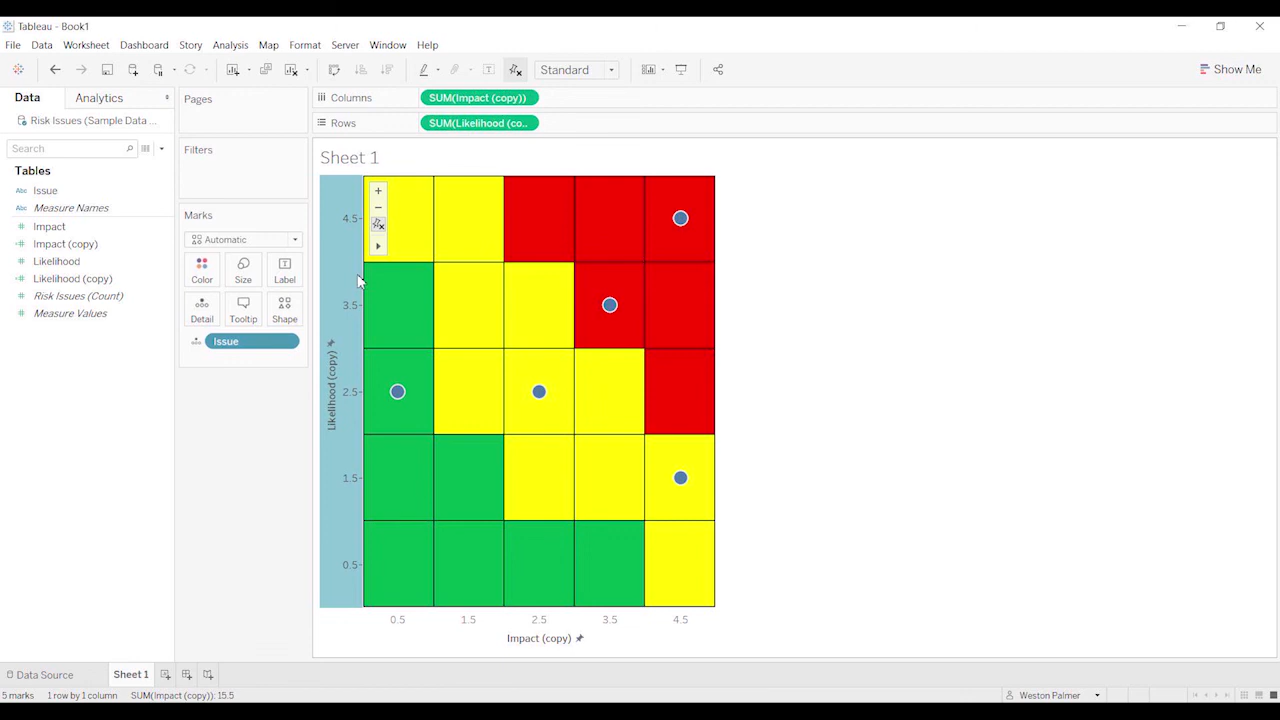 Tableau - Book1
File Data Worksheet Dashboard Story Analysis Map Format Server Window Help
Standard
Show Me
Data Analytics
Pages
Columns SUM(Impact (copy))
Risk Issues (Sample Data ...
Rows SUM(Likelihood (co..
Search
Filters
Sheet 1
Tables
Abc Issue
Abc Measure Names
Impact
Impact (copy)
Likelihood
Likelihood (copy)
Risk Issues (Count)
Measure Values
Marks
Automatic
Color Size Label
Detail Tooltip Shape
Issue
4.5
3.5
2.5
1.5
0.5
Likelihood (copy)
0.5 1.5 2.5 3.5 4.5
Impact (copy)
Data Source Sheet 1
5 marks 1 row by 1 column SUM(Impact (copy)): 15.5 Weston Palmer